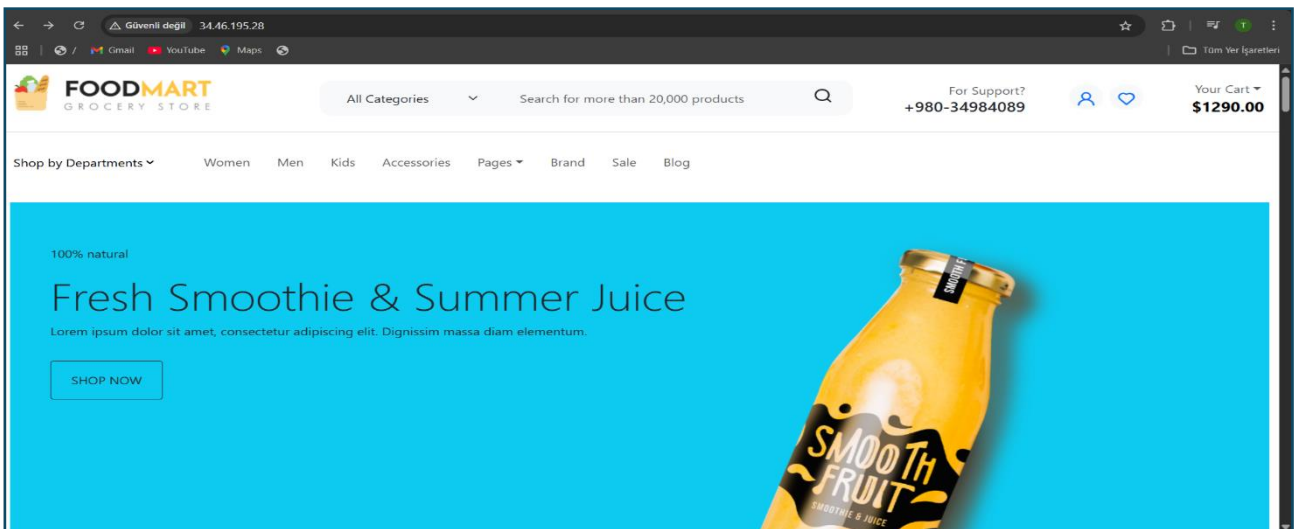 Güvenli değil 34.46.195.28
/ Gmail YouTube Maps
Tüm Yer İşaretleri
FOODMART
GROCERY STORE
All Categories
Search for more than 20,000 products
For Support?
+980-34984089
Your Cart
$1290.00
Shop by Departments
Women Men Kids Accessories Pages Brand Sale Blog
100% natural
Fresh Smoothie & Summer Juice
Lorem ipsum dolor sit amet, consectetur adipiscing elit. Dignissim massa diam elementum.
SHOP NOW
SMOOTH F
SMOOTH
FRUIT
SMOOTHIE & JUICE
T